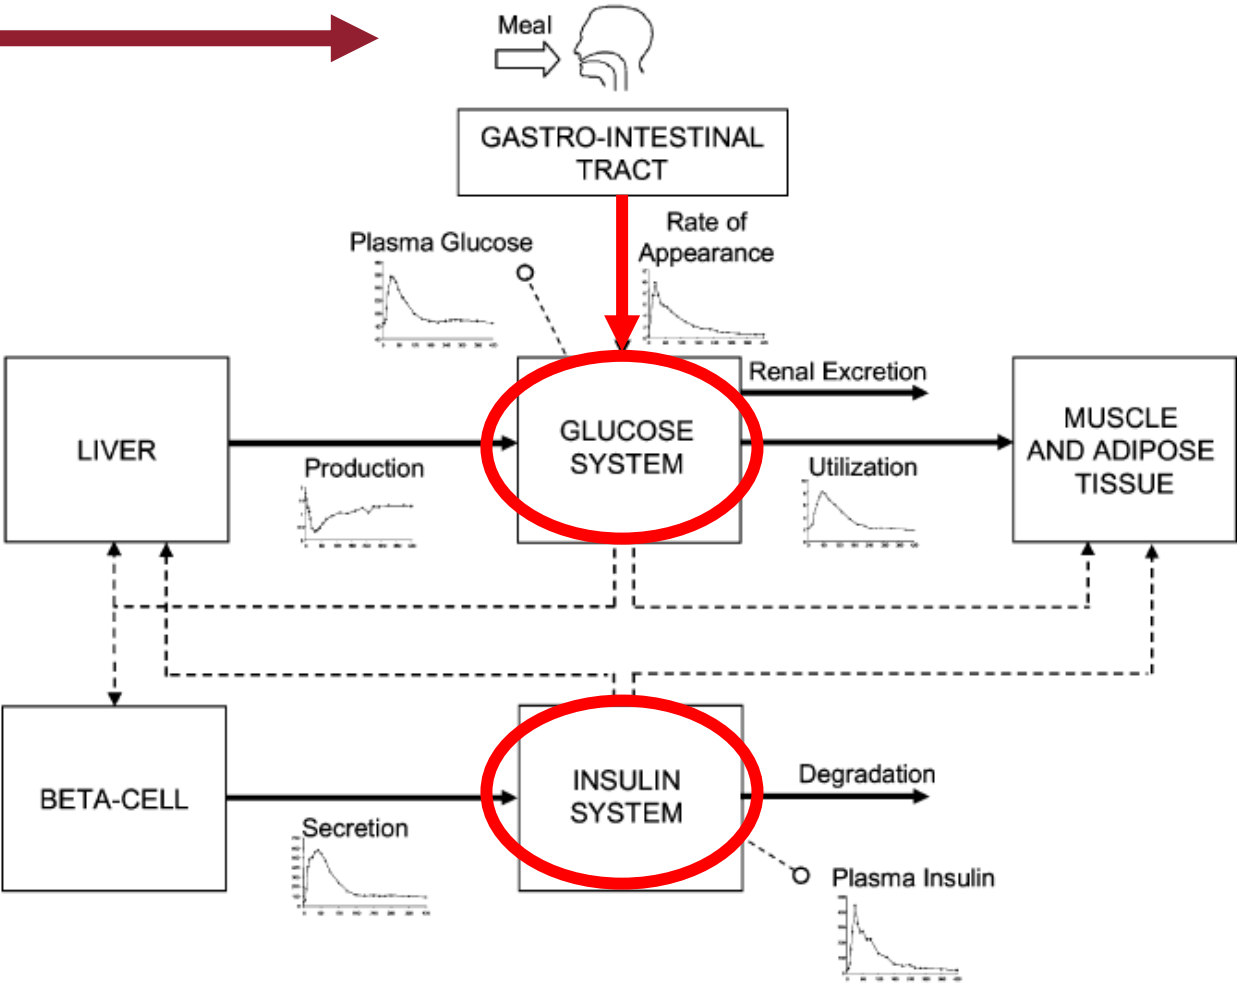 Meal
GASTRO-INTESTINAL
TRACT
Rate of
Appearance
Plasma Glucose
Renal Excretion
LIVER
GLUCOSE
SYSTEM
MUSCLE
AND ADIPOSE
TISSUE
Production
Utilization
BETA-CELL
INSULIN
SYSTEM
Degradation
Secretion
Plasma Insulin